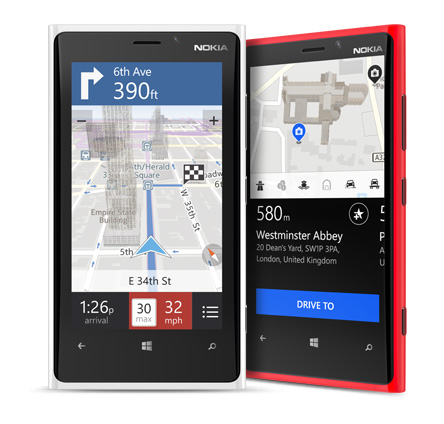 NOKIA
6th Ave
390ft
−
+
4th/Herald
Square
W 35th St
Empire State
Building
5th
E 34th St
1:26p
arrival
30
max
32
mph
NOKIA
A3
580m
Westminster Abbey
20 Dean's Yard, SW1P 3PA,
London, United Kingdom
DRIVE TO